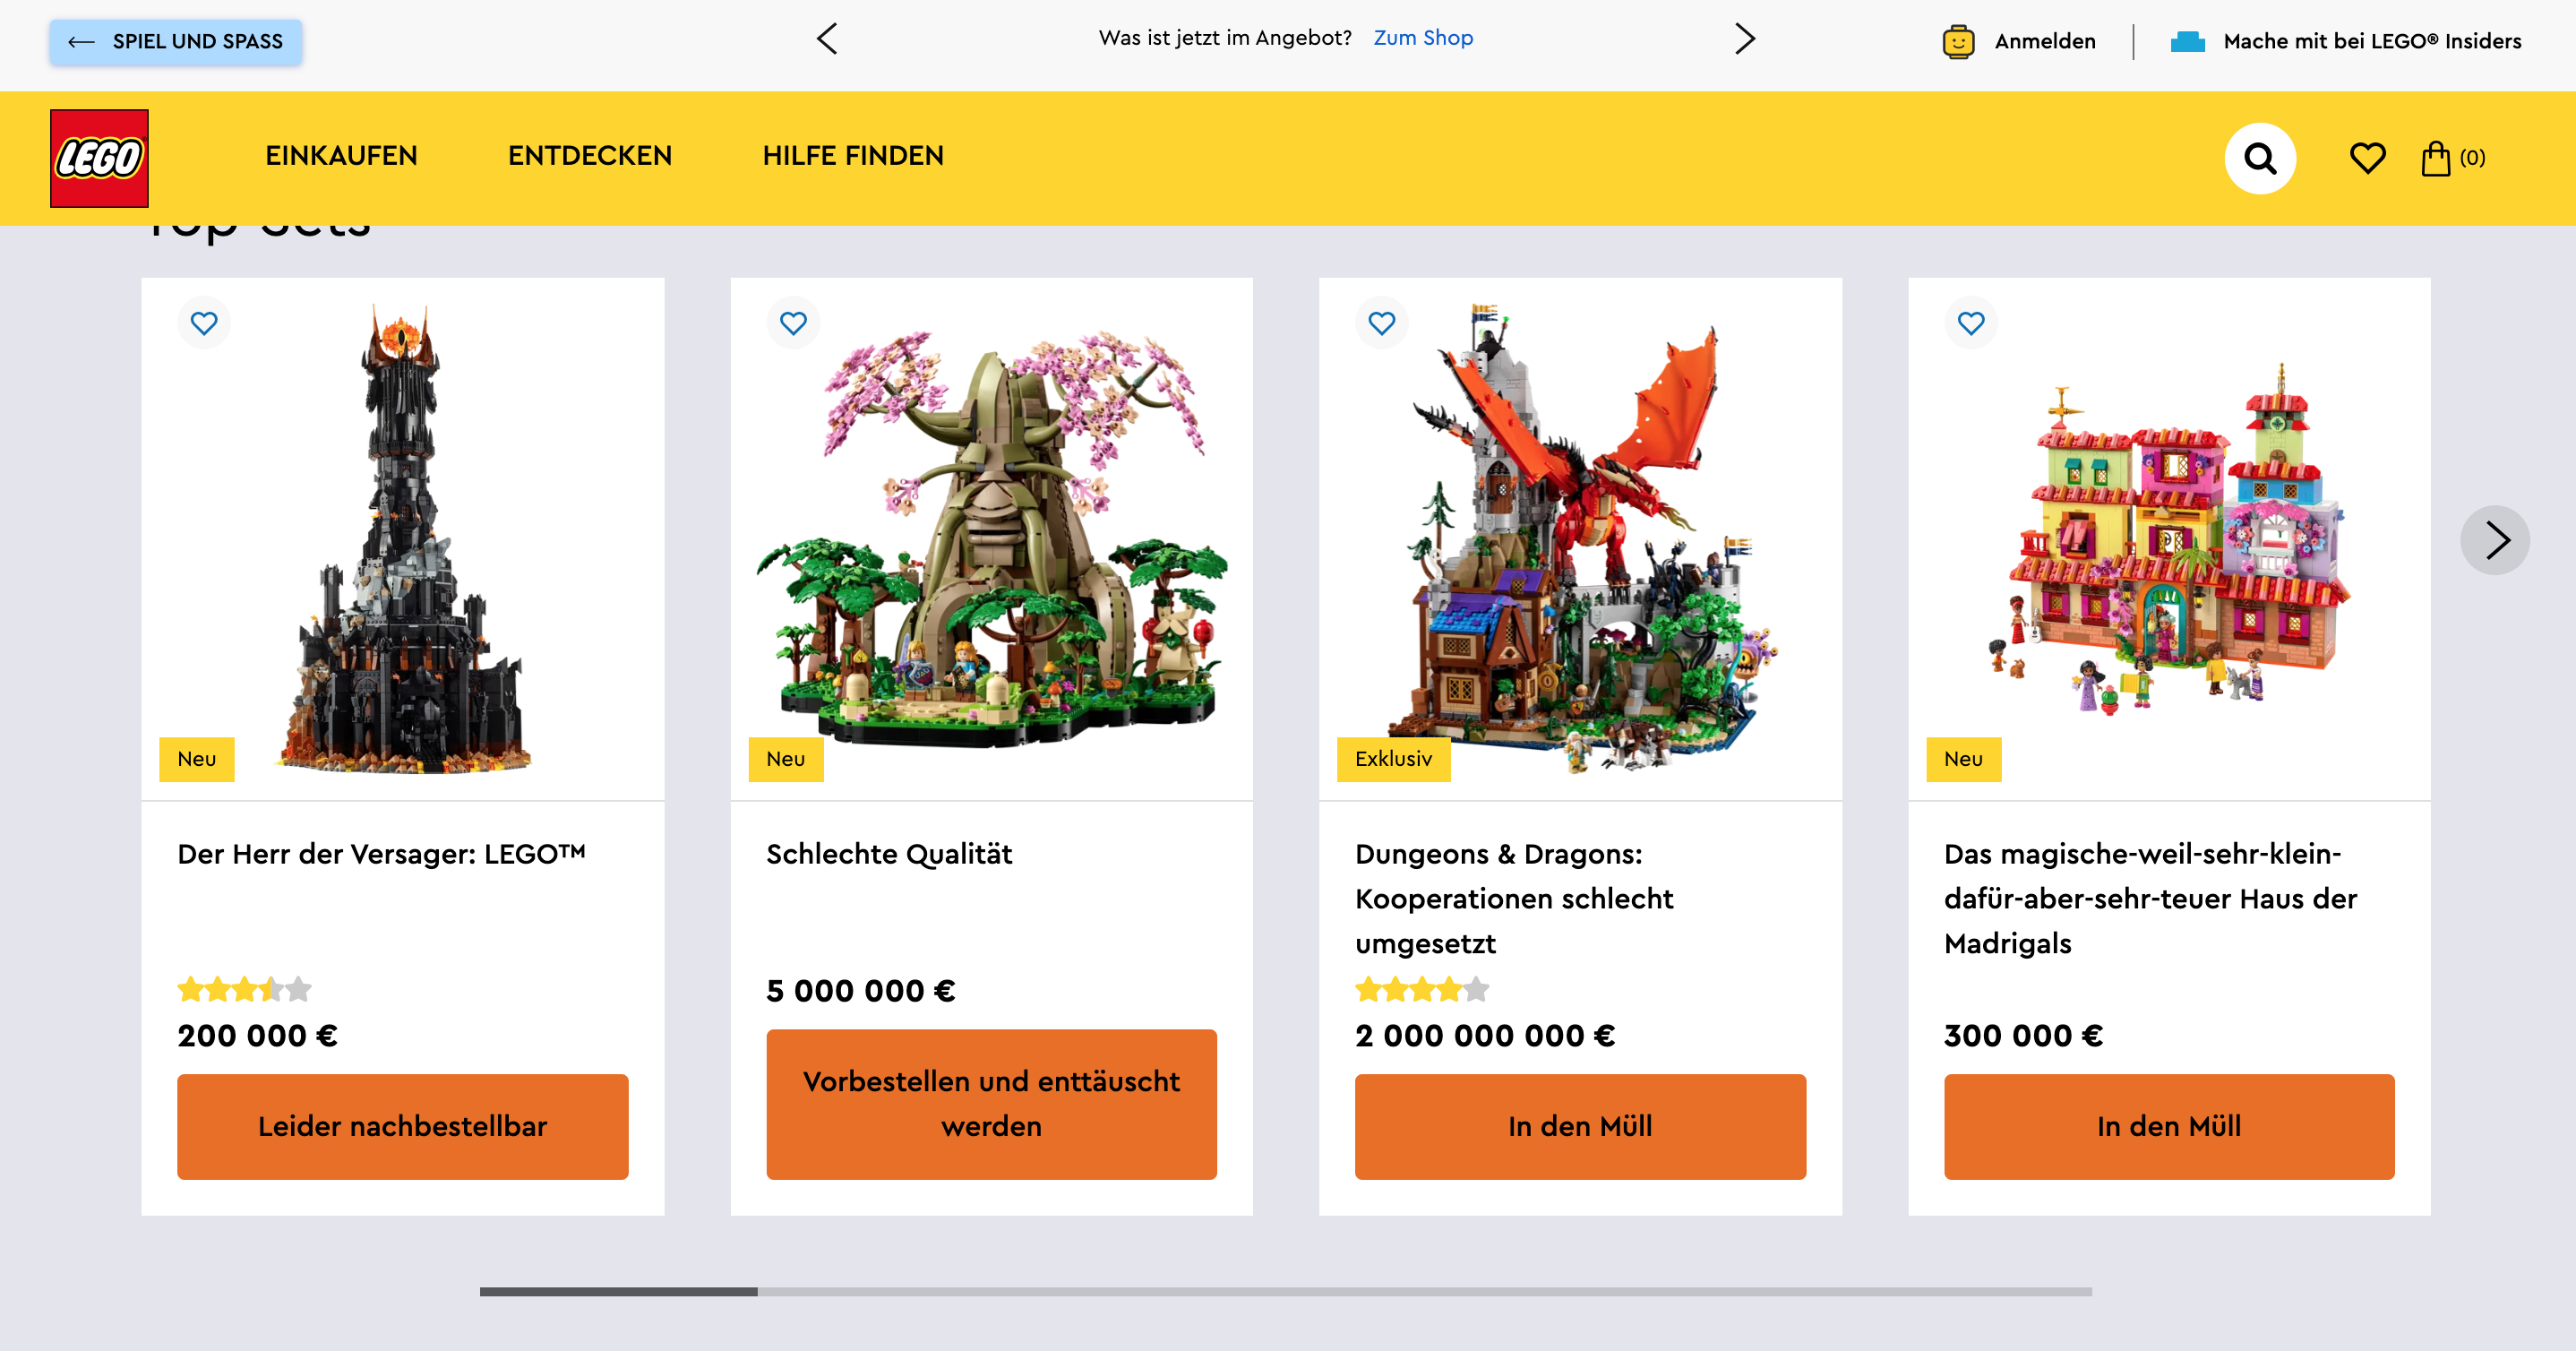 SPIEL UND SPASS
Was ist jetzt im Angebot? Zum Shop
Anmelden
Mache mit bei LEGO® Insiders
LEGO
EINKAUFEN
ENTDECKEN
HILFE FINDEN
(0)
Top Sets
Neu
Neu
Exklusiv
Neu
Der Herr der Versager: LEGO™
200 000 €
Leider nachbestellbar
Schlechte Qualität
5 000 000 €
Vorbestellen und enttäuscht
werden
Dungeons & Dragons:
Kooperationen schlecht
umgesetzt
2 000 000 000 €
In den Müll
Das magische-weil-sehr-klein-
dafür-aber-sehr-teuer Haus der
Madrigals
300 000 €
In den Müll